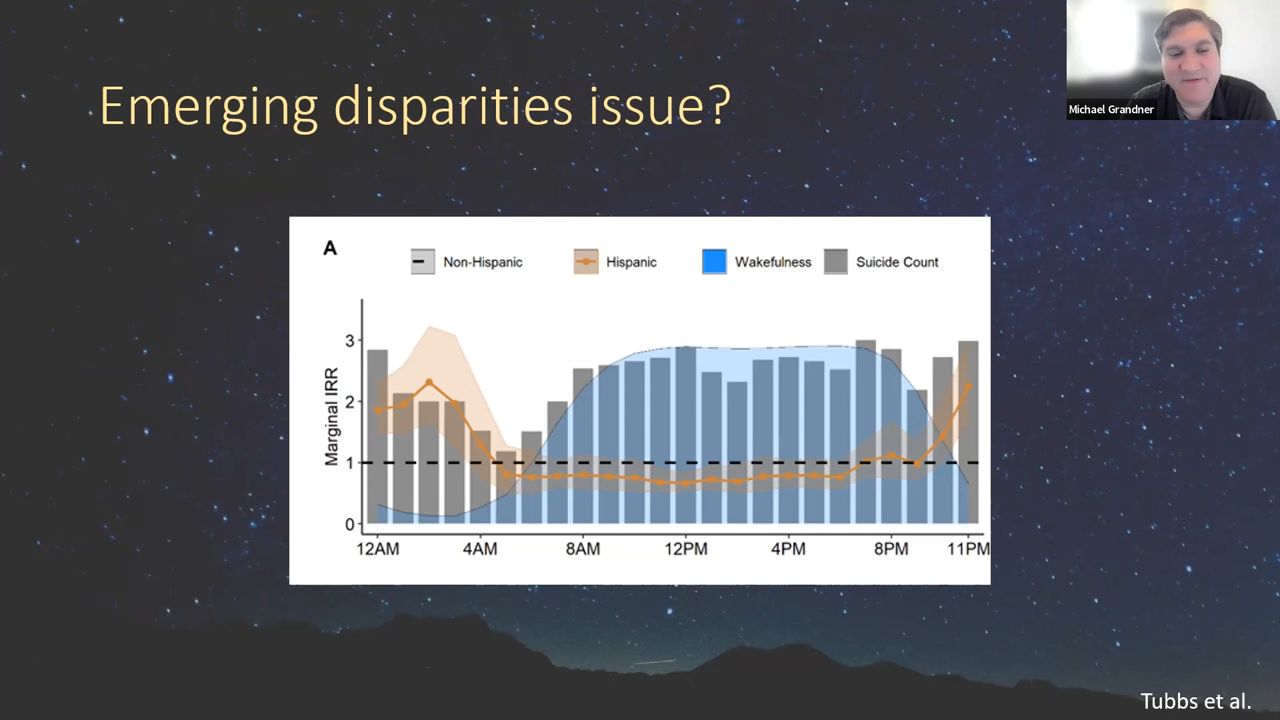 Emerging disparities issue?
Michael Grandner
A
Non-Hispanic
Hispanic
Wakefulness
Suicide Count
Marginal IRR
3
2
1
0
12AM
4AM
8AM
12PM
4PM
8PM
11PM
Tubbs et al.